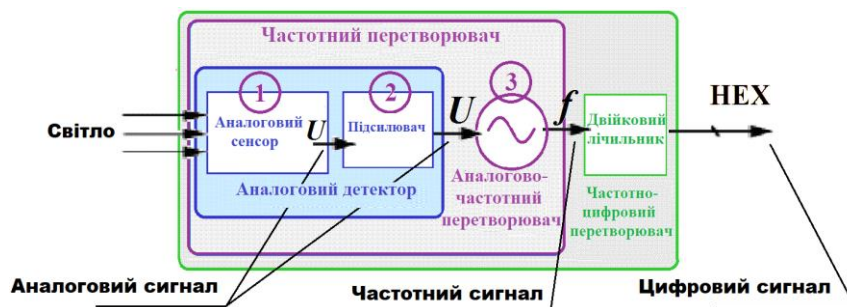 Частотний перетворювач
1
2
3
Аналоговий
сенсор
U
Підсилювач
U
f
Двійковий
лічильник
HEX
Світло
Аналоговий детектор
Аналогово-
частотний
перетворювач
Частотно-
цифровий
перетворювач
Аналоговий сигнал
Частотний сигнал
Цифровий сигнал